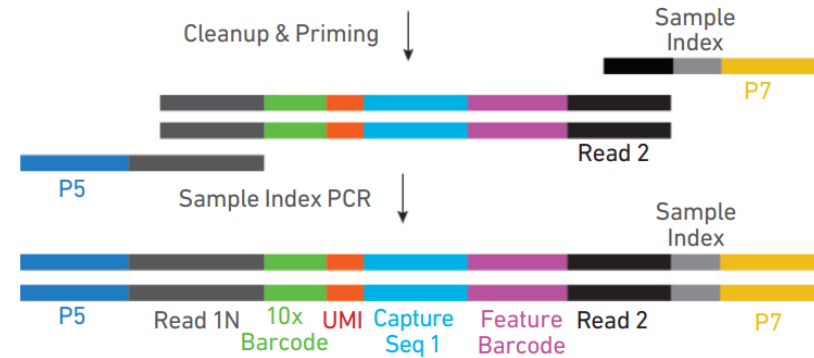 Cleanup & Priming
Sample
Index
P7
Read 2
P5
Sample Index PCR
Sample
Index
P5
Read 1N
10x
Barcode
UMI
Capture
Seq 1
Feature
Barcode
Read 2
P7